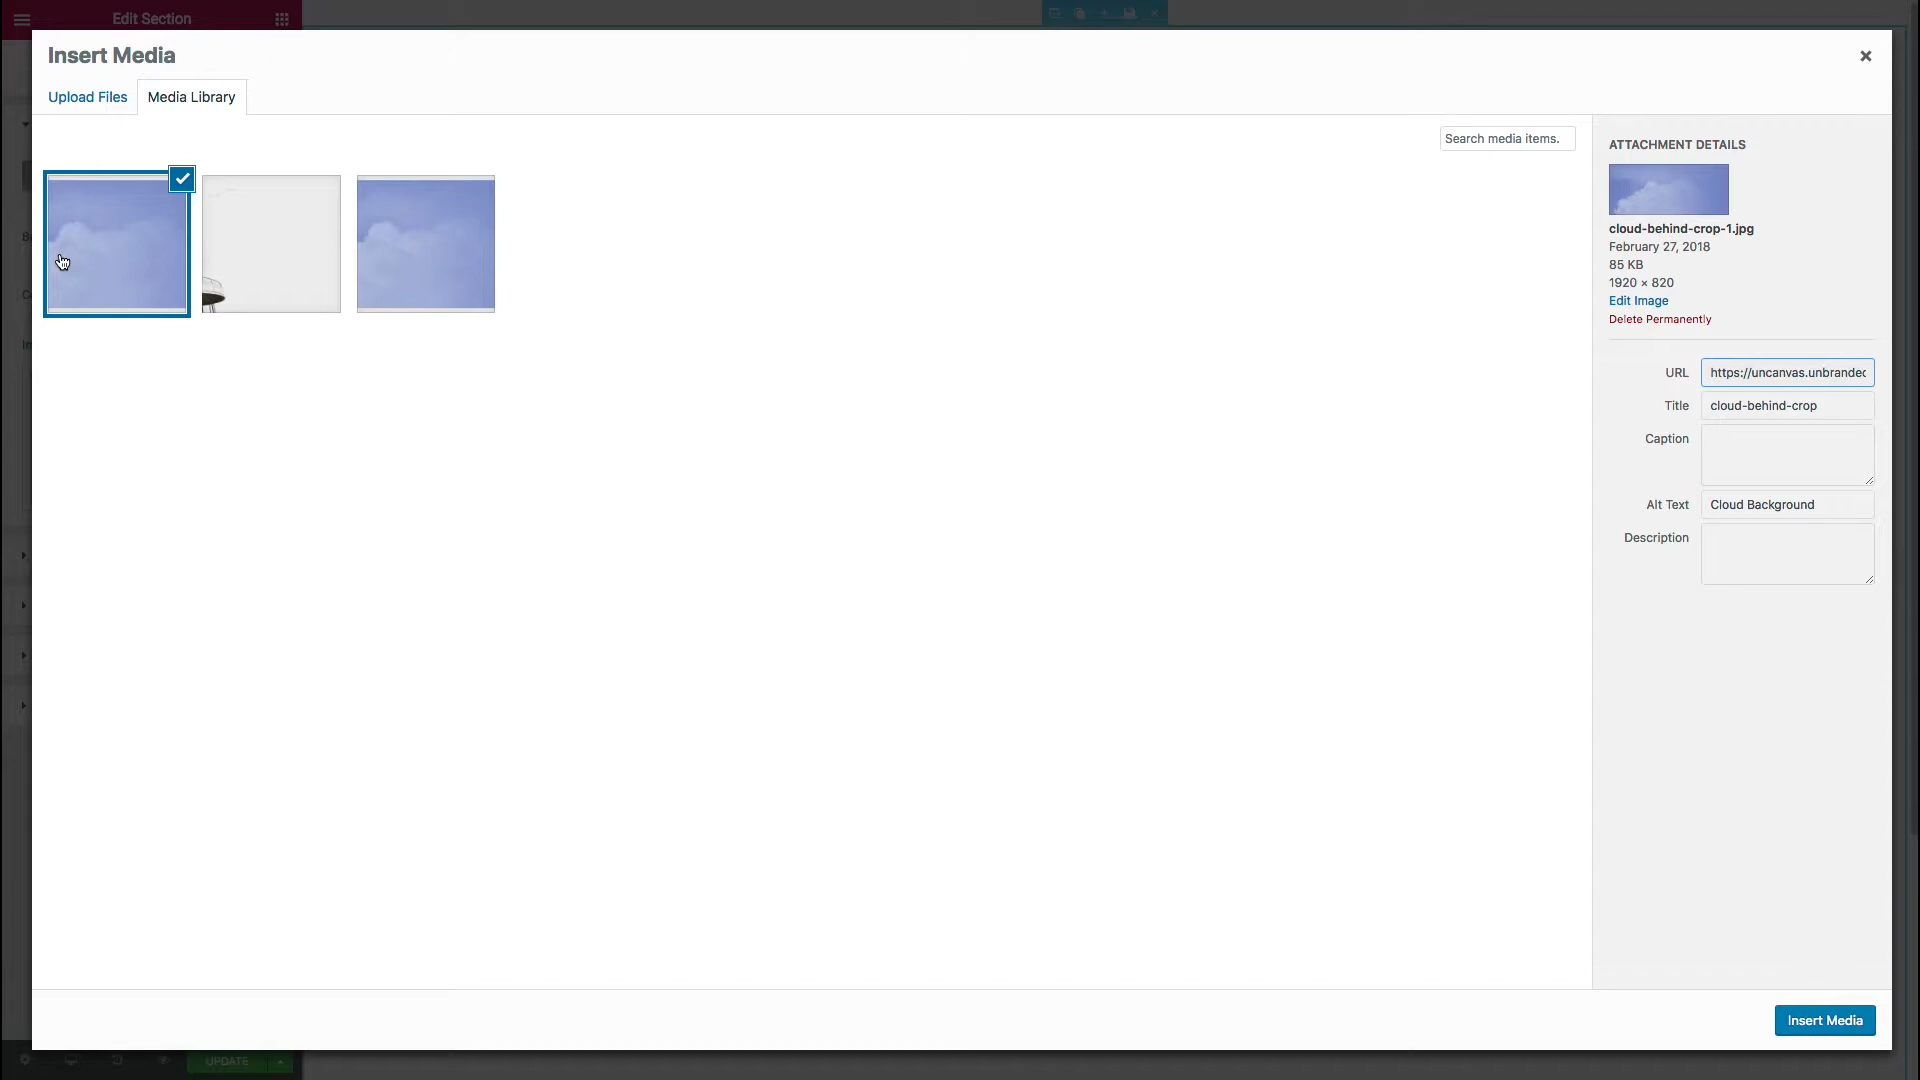 Edit Section
Insert Media
Upload Files
Media Library
Search media items.
ATTACHMENT DETAILS
cloud-behind-crop-1.jpg
February 27, 2018
85 KB
1920 × 820
Edit Image
Delete Permanently
URL https://uncanvas.unbranded
Title cloud-behind-crop
Caption
Alt Text Cloud Background
Description
Insert Media
UPDATE